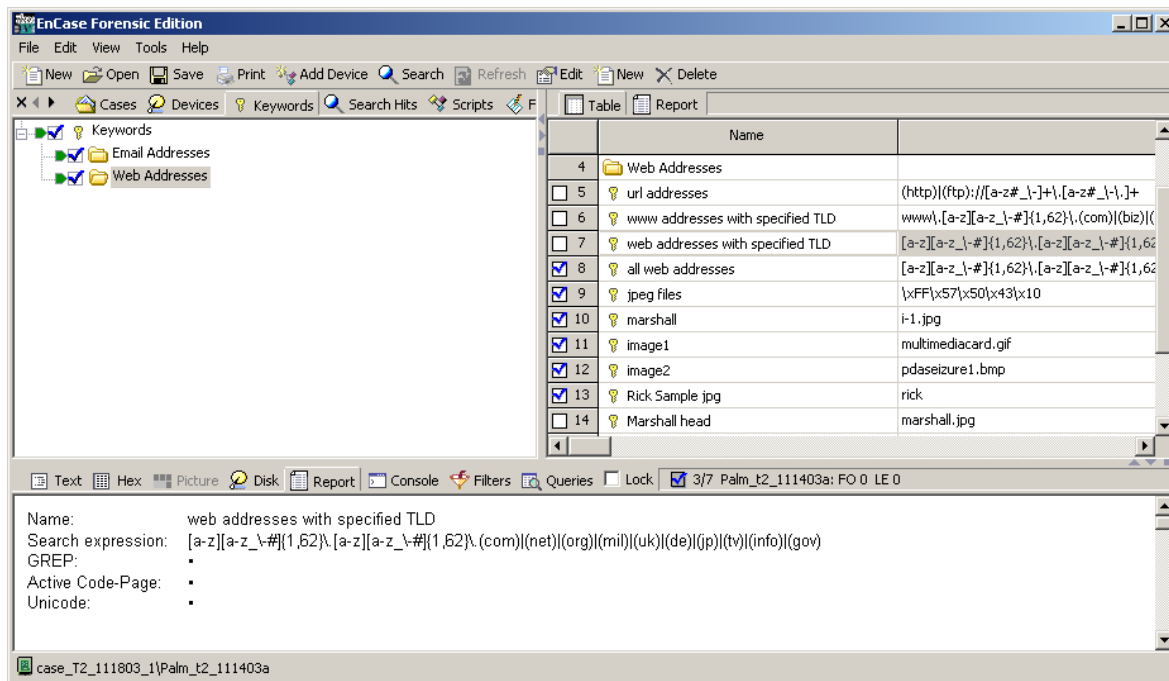 EnCase Forensic Edition
File Edit View Tools Help
New Open Save Print Add Device Search Refresh Edit New Delete
Cases Devices Keywords Search Hits Scripts F Table Report
Keywords
Email Addresses
Web Addresses
Name
4 Web Addresses
5 url addresses (http)|(ftp)://[a-z#_\-]+\.[a-z#_\-\.]+
6 www addresses with specified TLD www\.[a-z][a-z_\-#]{1,62}\.(com)|(biz)|(
7 web addresses with specified TLD [a-z][a-z_\-#]{1,62}\.[a-z][a-z_\-#]{1,62
8 all web addresses [a-z][a-z_\-#]{1,62}\.[a-z][a-z_\-#]{1,62
9 jpeg files \xFF\x57\x50\x43\x10
10 marshall i-1.jpg
11 image1 multimediacard.gif
12 image2 pdaseizure1.bmp
13 Rick Sample jpg rick
14 Marshall head marshall.jpg
Text Hex Picture Disk Report Console Filters Queries Lock 3/7 Palm_t2_111403a: FO 0 LE 0
Name: web addresses with specified TLD
Search expression: [a-z][a-z_\-#]{1,62}\.[a-z][a-z_\-#]{1,62}\.(com)|(net)|(org)|(mil)|(uk)|(de)|(jp)|(tv)|(info)|(gov)
GREP: •
Active Code-Page: •
Unicode: •
case_T2_111803_1\Palm_t2_111403a